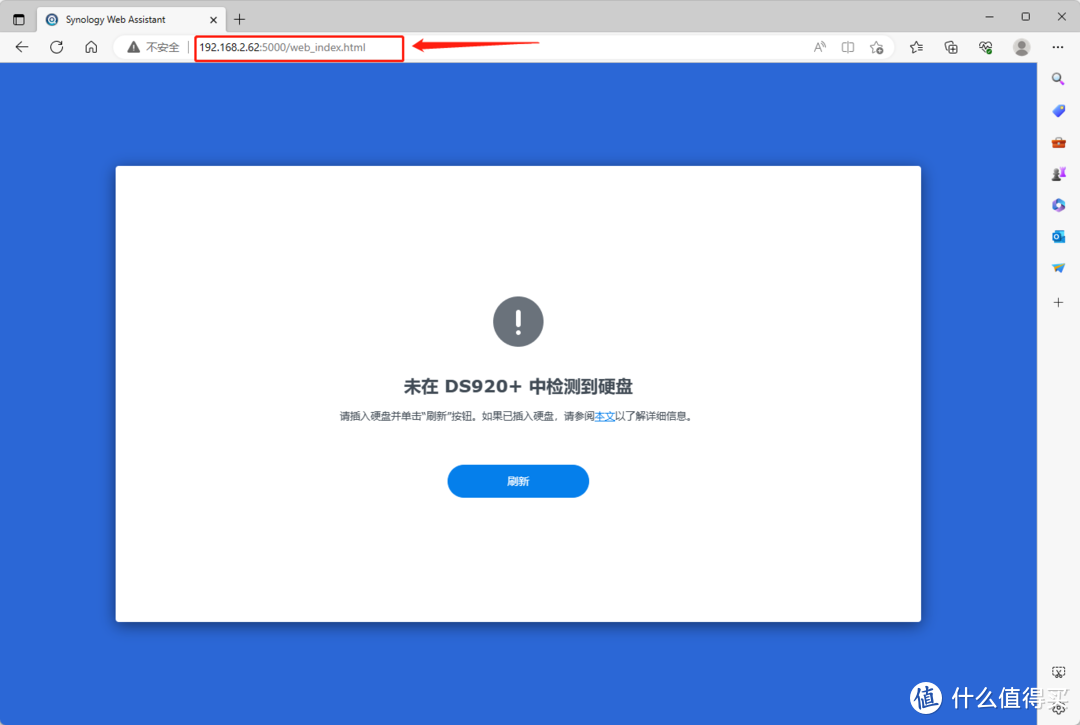 Synology Web Assistant
不安全
192.168.2.62:5000/web_index.html
未在 DS920+ 中检测到硬盘
请插入硬盘并单击"刷新"按钮。如果已插入硬盘，请参阅本文以了解详细信息。
刷新
值 什么值得买